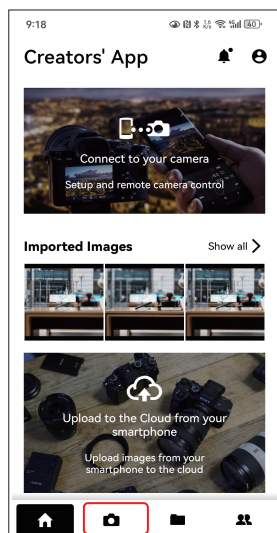 9:18
40
Creators' App
Connect to your camera
Setup and remote camera control
Imported Images
Show all
Upload to the Cloud from your
smartphone
Upload images from your
smartphone to the cloud